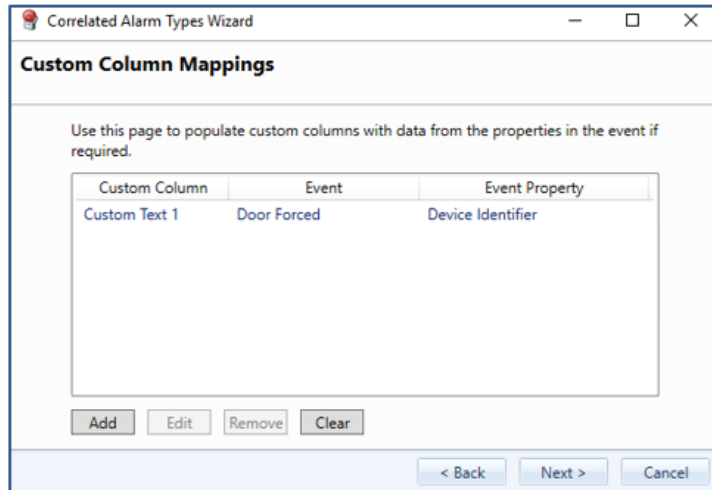 Correlated Alarm Types Wizard
Custom Column Mappings
Use this page to populate custom columns with data from the properties in the event if
required.
Custom Column Event Event Property
Custom Text 1 Door Forced Device Identifier
Add Edit Remove Clear
< Back Next > Cancel